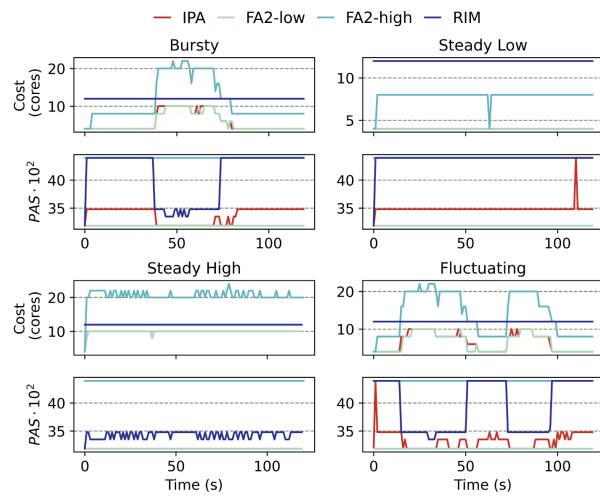 IPA FA2-low FA2-high RIM
Bursty
Steady Low
Cost
(cores)
20
10
10
5
PAS · 10²
40
35
40
35
0 50 100
0 50 100
Steady High
Fluctuating
Cost
(cores)
20
10
20
10
PAS · 10²
40
35
40
35
0 50 100
0 50 100
Time (s)
Time (s)